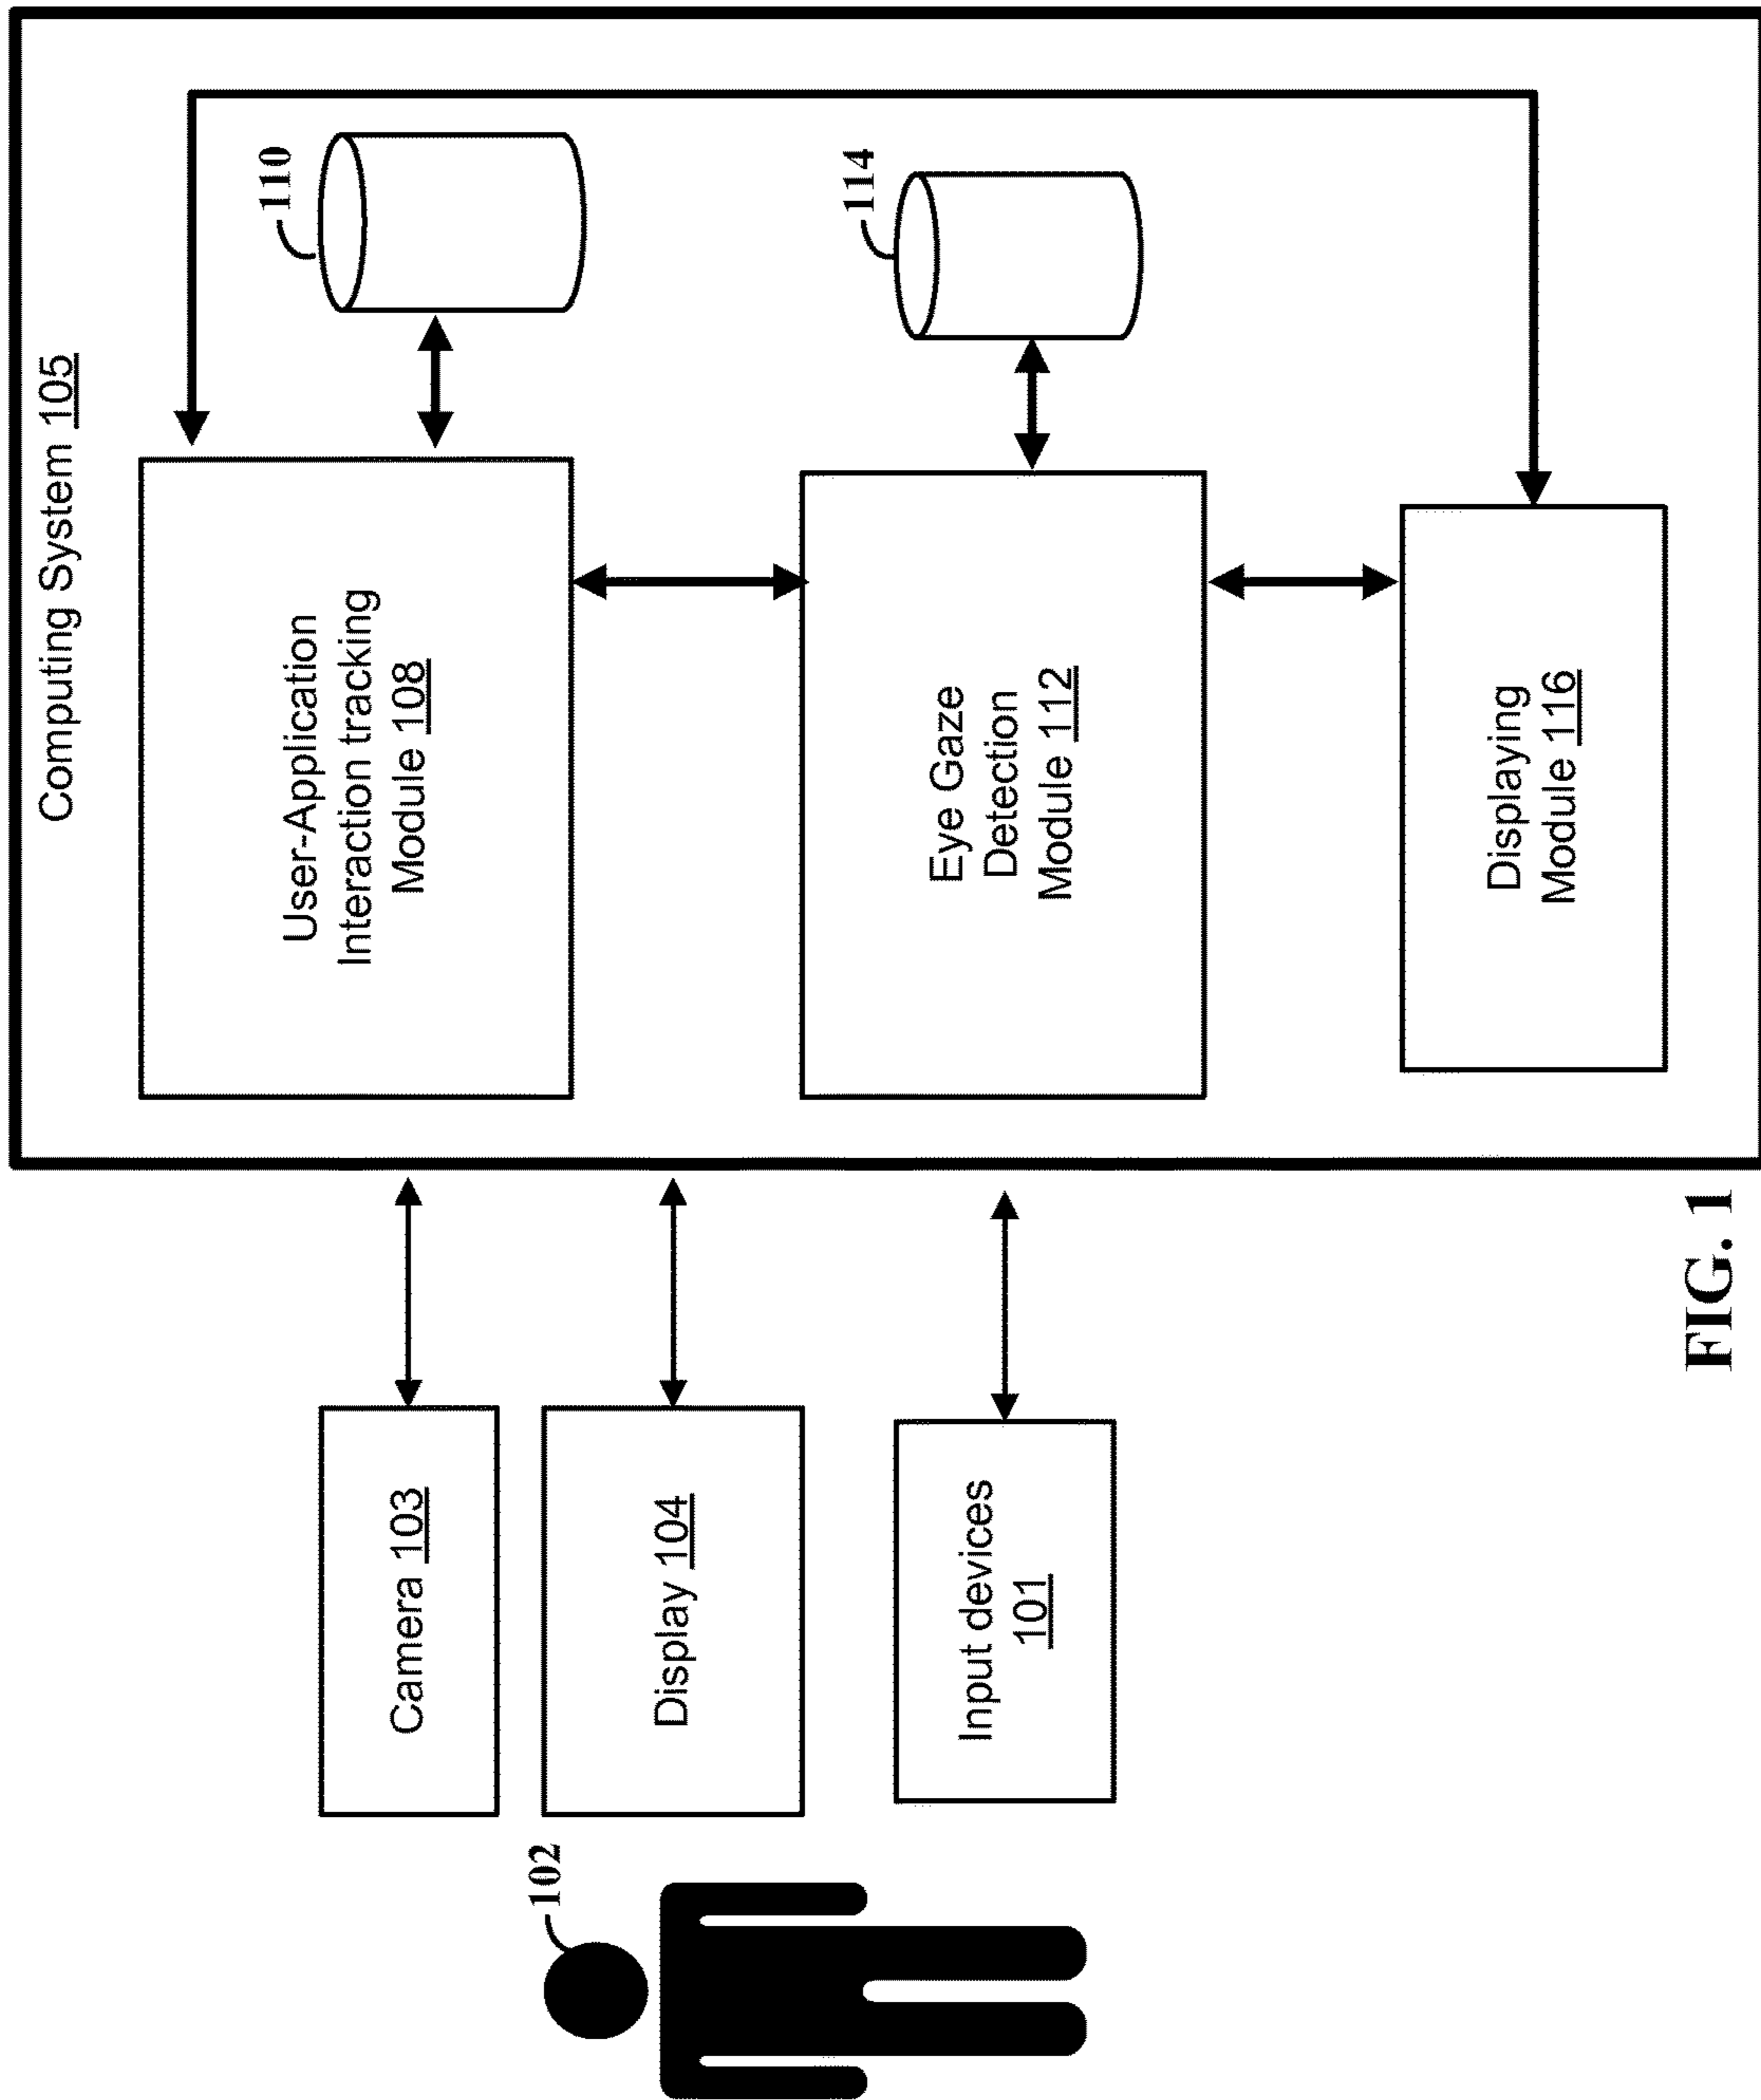 Computing System 105
110
User-Application
Interaction tracking
Module 108
Camera 103
102
Display 104
114
Eye Gaze
Detection
Module 112
Input devices
101
Displaying
Module 116
FIG. 1